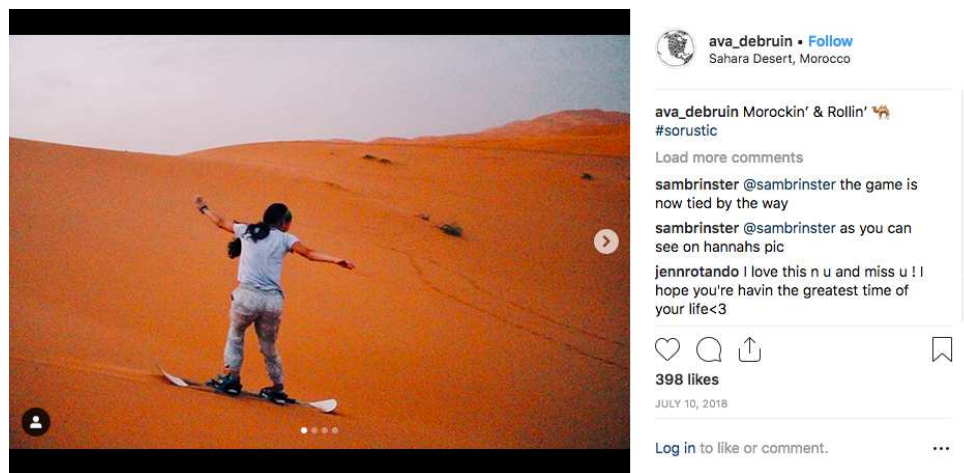 ava_debruin • Follow
Sahara Desert, Morocco
ava_debruin Morockin’ & Rollin’ 🐫
#sorustic
Load more comments
sambrinster @sambrinster the game is
now tied by the way
sambrinster @sambrinster as you can
see on hannahs pic
jennrotando I love this n u and miss u ! I
hope you're havin the greatest time of
your life<3
398 likes
JULY 10, 2018
Log in to like or comment.